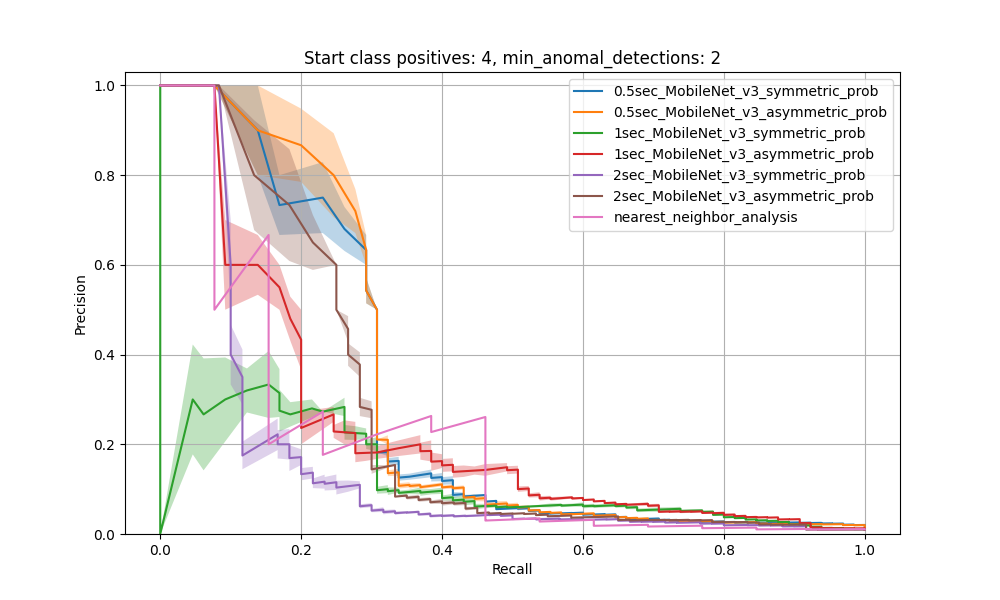 Start class positives: 4, min_anomal_detections: 2
0.5sec_MobileNet_v3_symmetric_prob
0.5sec_MobileNet_v3_asymmetric_prob
1sec_MobileNet_v3_symmetric_prob
1sec_MobileNet_v3_asymmetric_prob
2sec_MobileNet_v3_symmetric_prob
2sec_MobileNet_v3_asymmetric_prob
nearest_neighbor_analysis
Precision
1.0
0.8
0.6
0.4
0.2
0.0
0.0 0.2 0.4 0.6 0.8 1.0
Recall